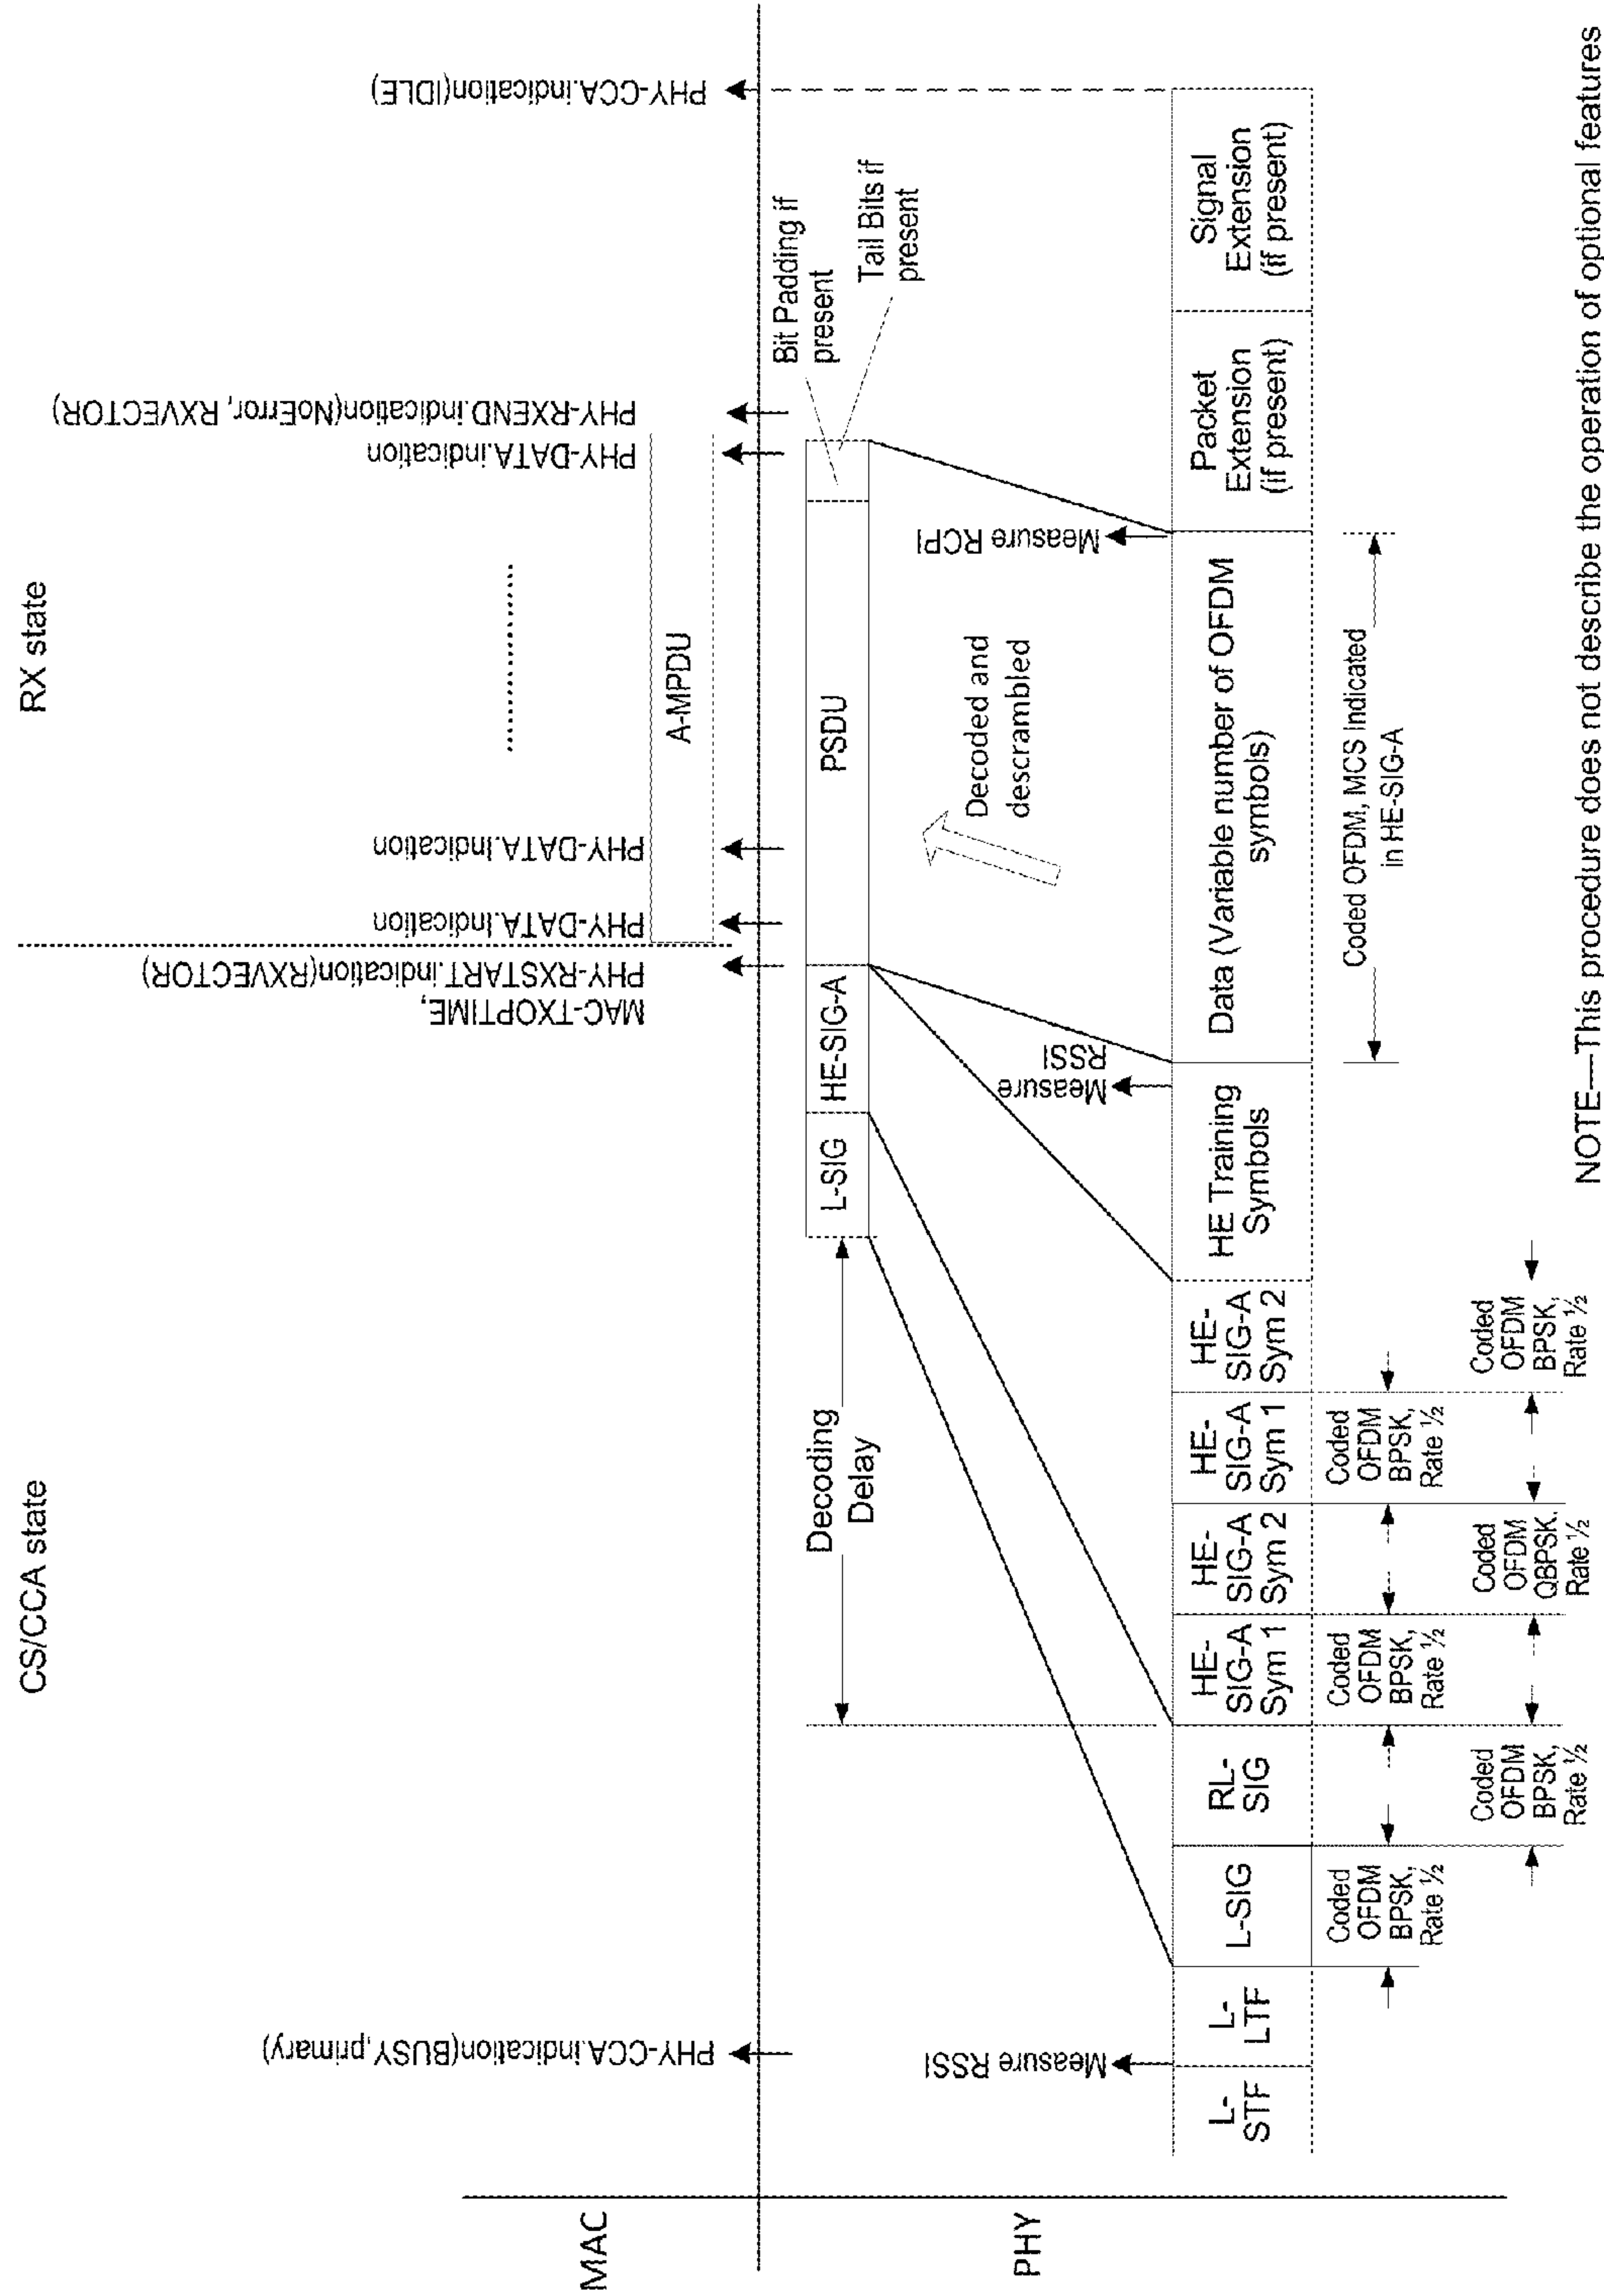 CS/CCA state
RX state
MAC
PHY-CCA.indication(BUSY, primary)
MAC-TXOPTIME,
PHY-RXSTART.indication(RXVECTOR)
PHY-DATA.Indication
PHY-DATA.Indication
..............
PHY-DATA.indication
PHY-RXEND.indication(NoError, RXVECTOR)
PHY-CCA.indication(IDLE)
A-MPDU
PHY
Decoding
Delay
L-SIG
HE-SIG-A
PSDU
Bit Padding if
present
Tail Bits if
present
Decoded and
descrambled
Measure RSSI
Measure
RSSI
Measure RCPI
L-
STF
L-
LTF
L-SIG
RL-
SIG
HE-
SIG-A
Sym 1
HE-
SIG-A
Sym 2
HE-
SIG-A
Sym 1
HE-
SIG-A
Sym 2
HE Training
Symbols
Data (Variable number of OFDM
symbols)
Packet
Extension
(if present)
Signal
Extension
(if present)
Coded
OFDM
BPSK,
Rate ½
Coded
OFDM
BPSK,
Rate ½
Coded
OFDM
BPSK,
Rate ½
Coded OFDM, MCS Indicated
in HE-SIG-A
Coded
OFDM
BPSK,
Rate ½
Coded
OFDM
QBPSK,
Rate ½
Coded
OFDM
BPSK,
Rate ½
NOTE—This procedure does not describe the operation of optional features